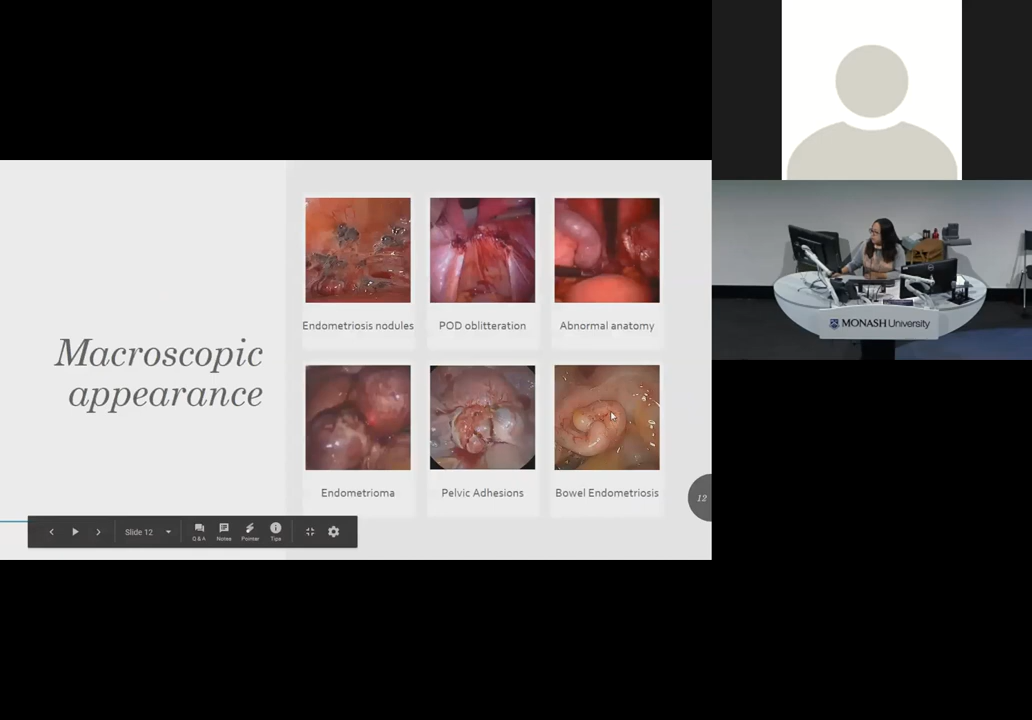 Macroscopic
appearance
Endometriosis nodules
POD oblitteration
Abnormal anatomy
Endometrioma
Pelvic Adhesions
Bowel Endometriosis
12
Slide 12
Q & A
Notes
Pointer
Tips
MONASH University